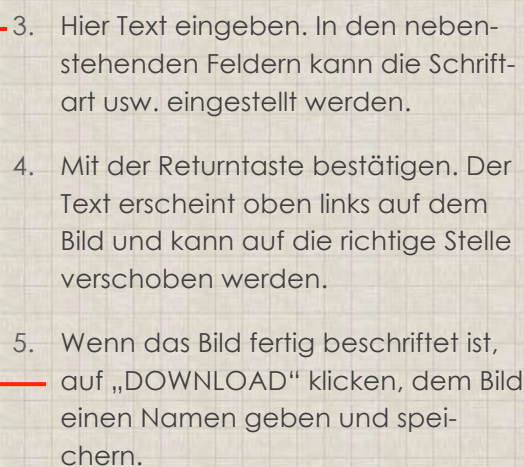 3. Hier Text eingeben. In den neben-
stehenden Feldern kann die Schrift-
art usw. eingestellt werden.
4. Mit der Returntaste bestätigen. Der
Text erscheint oben links auf dem
Bild und kann auf die richtige Stelle
verschoben werden.
5. Wenn das Bild fertig beschriftet ist,
auf „DOWNLOAD“ klicken, dem Bild
einen Namen geben und spei-
chern.